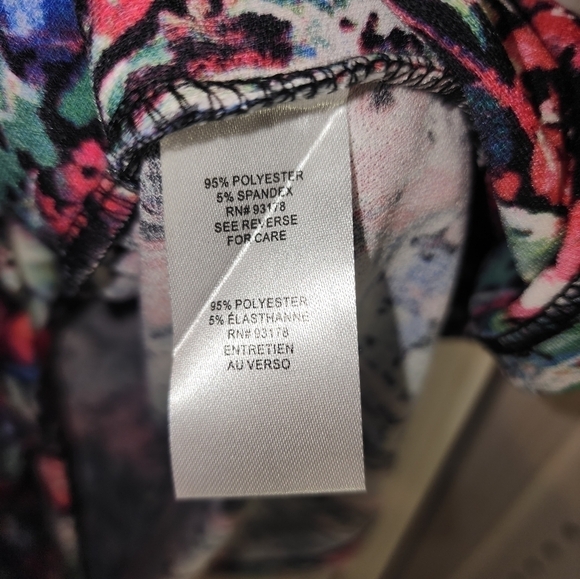 95% POLYESTER
5% SPANDEX
RN# 93178
SEE REVERSE
FOR CARE
95% POLYESTER
5% ÉLASTHANNE
RN# 93178
ENTRETIEN
AU VERSO